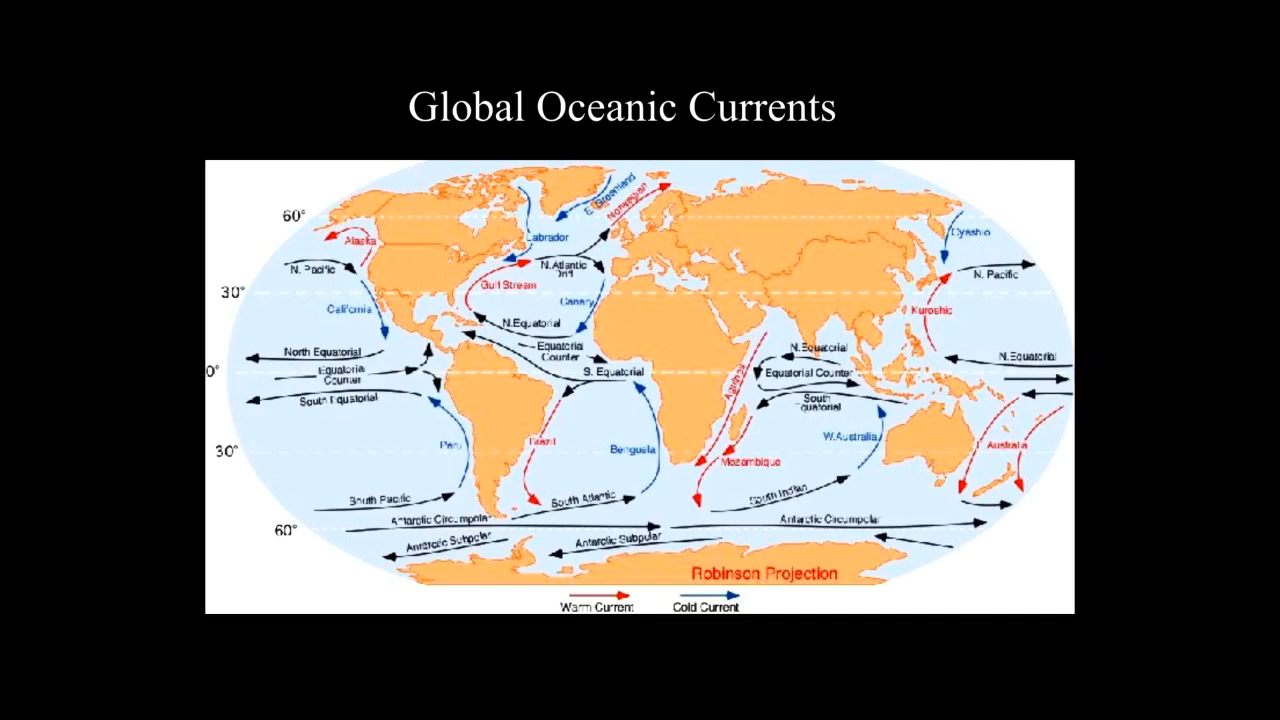 Global Oceanic Currents
60°
Alaska
N. Pacific
30°
California
North Equatorial
0°
Equatorial
Counter
South Equatorial
30°
Peru
South Pacific
60°
Antarctic Circumpolar
Antarctic Subpolar
E. Greenland
Norwegian
Labrador
N. Atlantic
Gulf Stream
Canary
N. Equatorial
Equatorial
Counter
S. Equatorial
Brazil
Benguela
South Atlantic
Antarctic Subpolar
Agulhas
Mozambique
N. Equatorial
Equatorial Counter
South
Equatorial
W. Australia
South Indian
Antarctic Circumpolar
Oyashio
N. Pacific
N. Equatorial
Australia
Robinson Projection
Warm Current
Cold Current